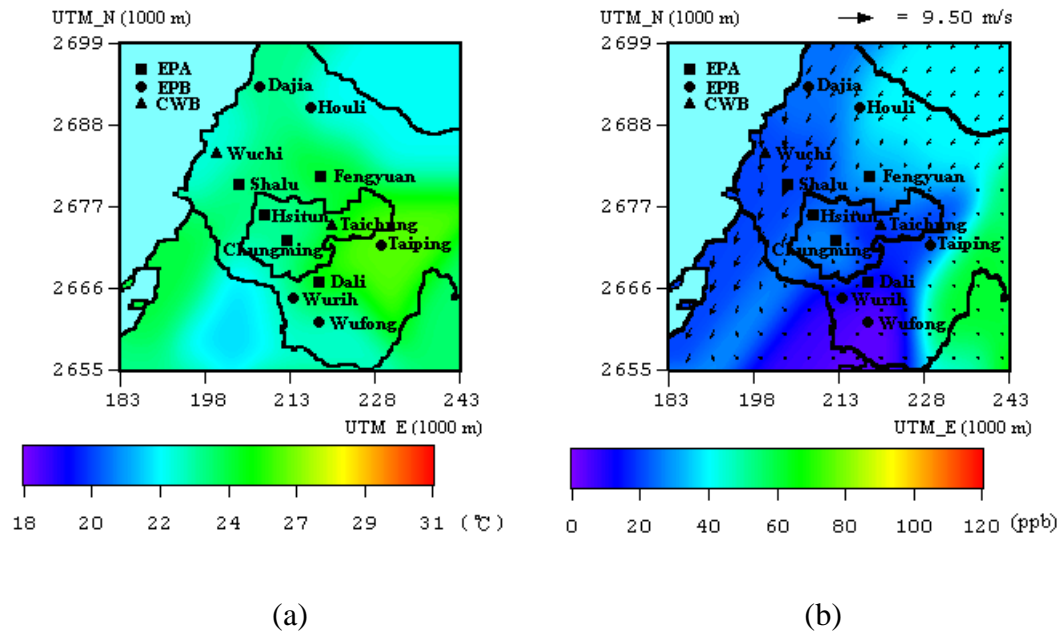 UTM_N (1000 m)
2699
EPA
EPB
CWB
Dajia
Houli
2688
Wuchi
Shalu
Fengyuan
2677
Hsitun
Taichung
Chungming
Taiping
2666
Dali
Wurih
Wufong
2655
183 198 213 228 243
UTM_E (1000 m)
18 20 22 24 27 29 31 (℃)
(a)
UTM_N (1000 m)
= 9.50 m/s
2699
EPA
EPB
CWB
Dajia
Houli
2688
Wuchi
Shalu
Fengyuan
2677
Hsitun
Taichung
Chungming
Taiping
2666
Dali
Wurih
Wufong
2655
183 198 213 228 243
UTM_E (1000 m)
0 20 40 60 80 100 120 (ppb)
(b)